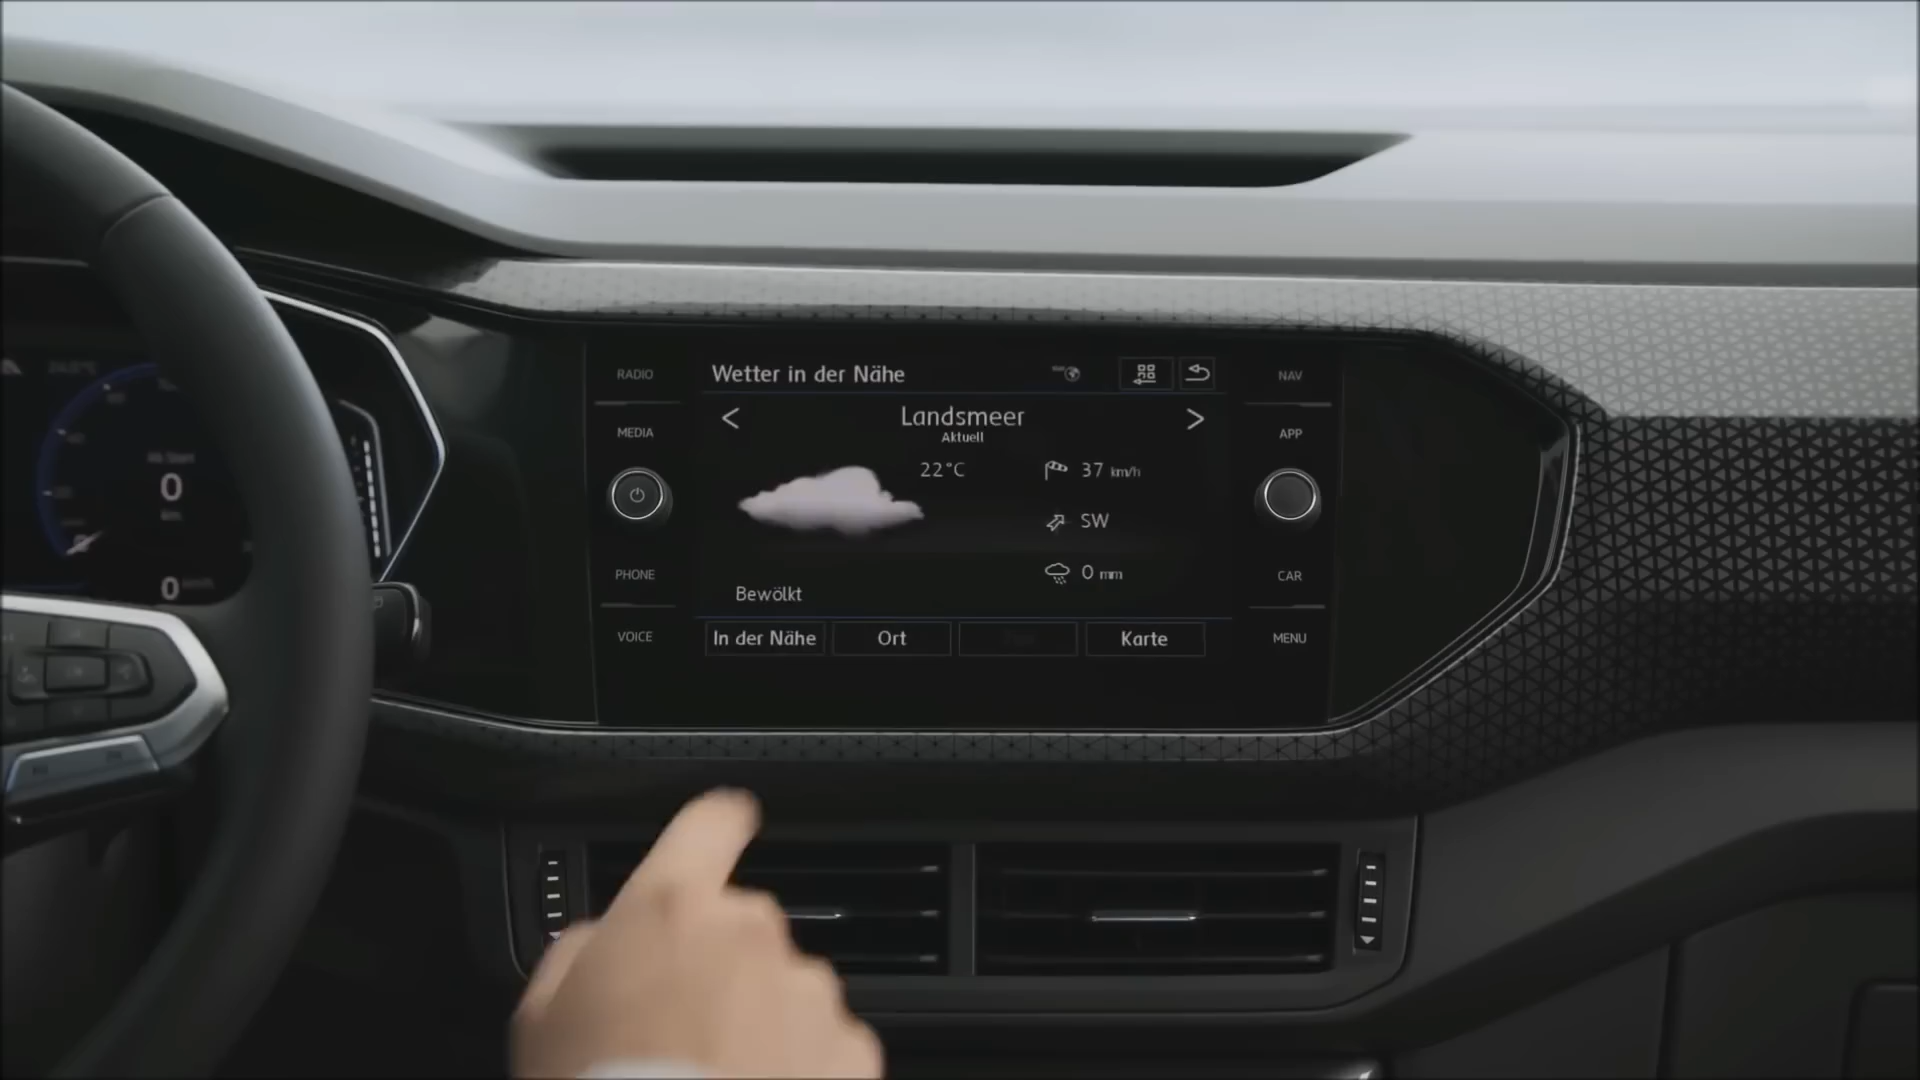 RADIO
MEDIA
PHONE
VOICE
Wetter in der Nähe
< Landsmeer >
Aktuell
22°C
37 km/h
SW
0 mm
Bewölkt
In der Nähe Ort Karte
NAV
APP
CAR
MENU
0
km
0